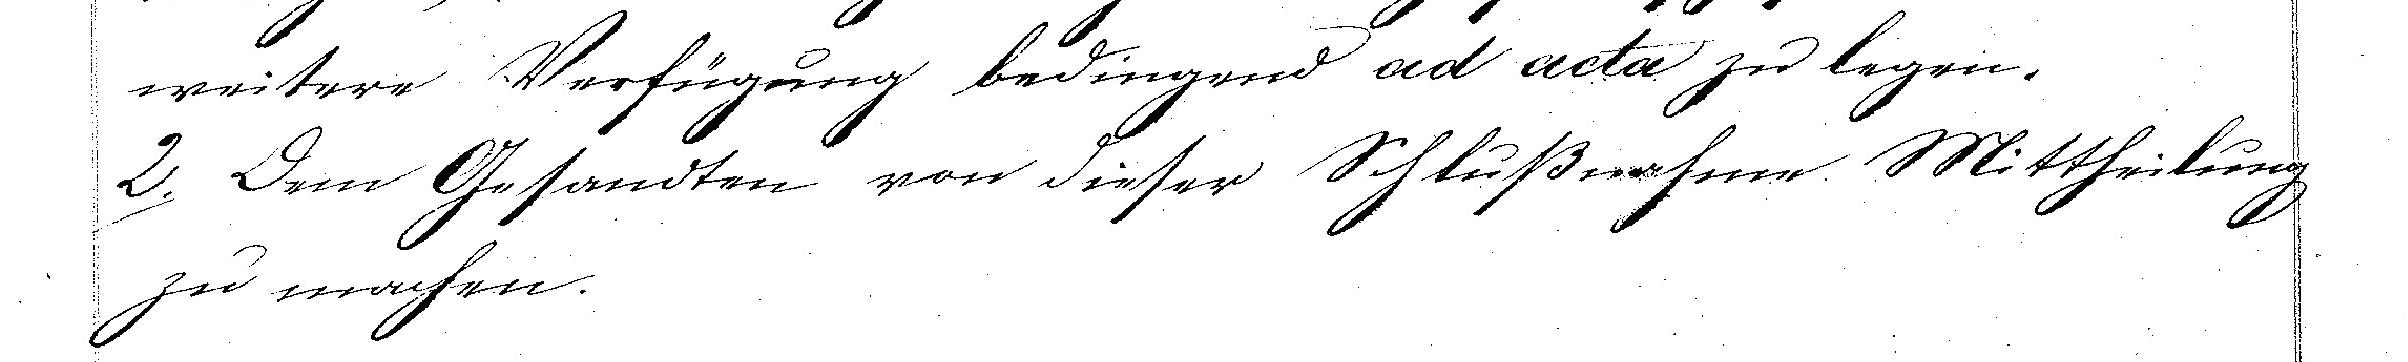 weitere Verfügung bedingend ad acta zu legen.
2. Dem Gesandten von dieser Schlußnahme Mittheilung
zu machen.